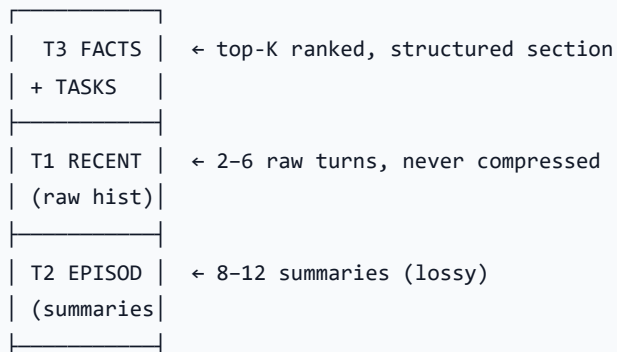 ┌───────────┐
│  T3 FACTS │  ← top-K ranked, structured section
│ + TASKS   │
├───────────┤
│ T1 RECENT │  ← 2–6 raw turns, never compressed
│ (raw hist)│
├───────────┤
│ T2 EPISOD │  ← 8–12 summaries (lossy)
│ (summaries│
├───────────┤